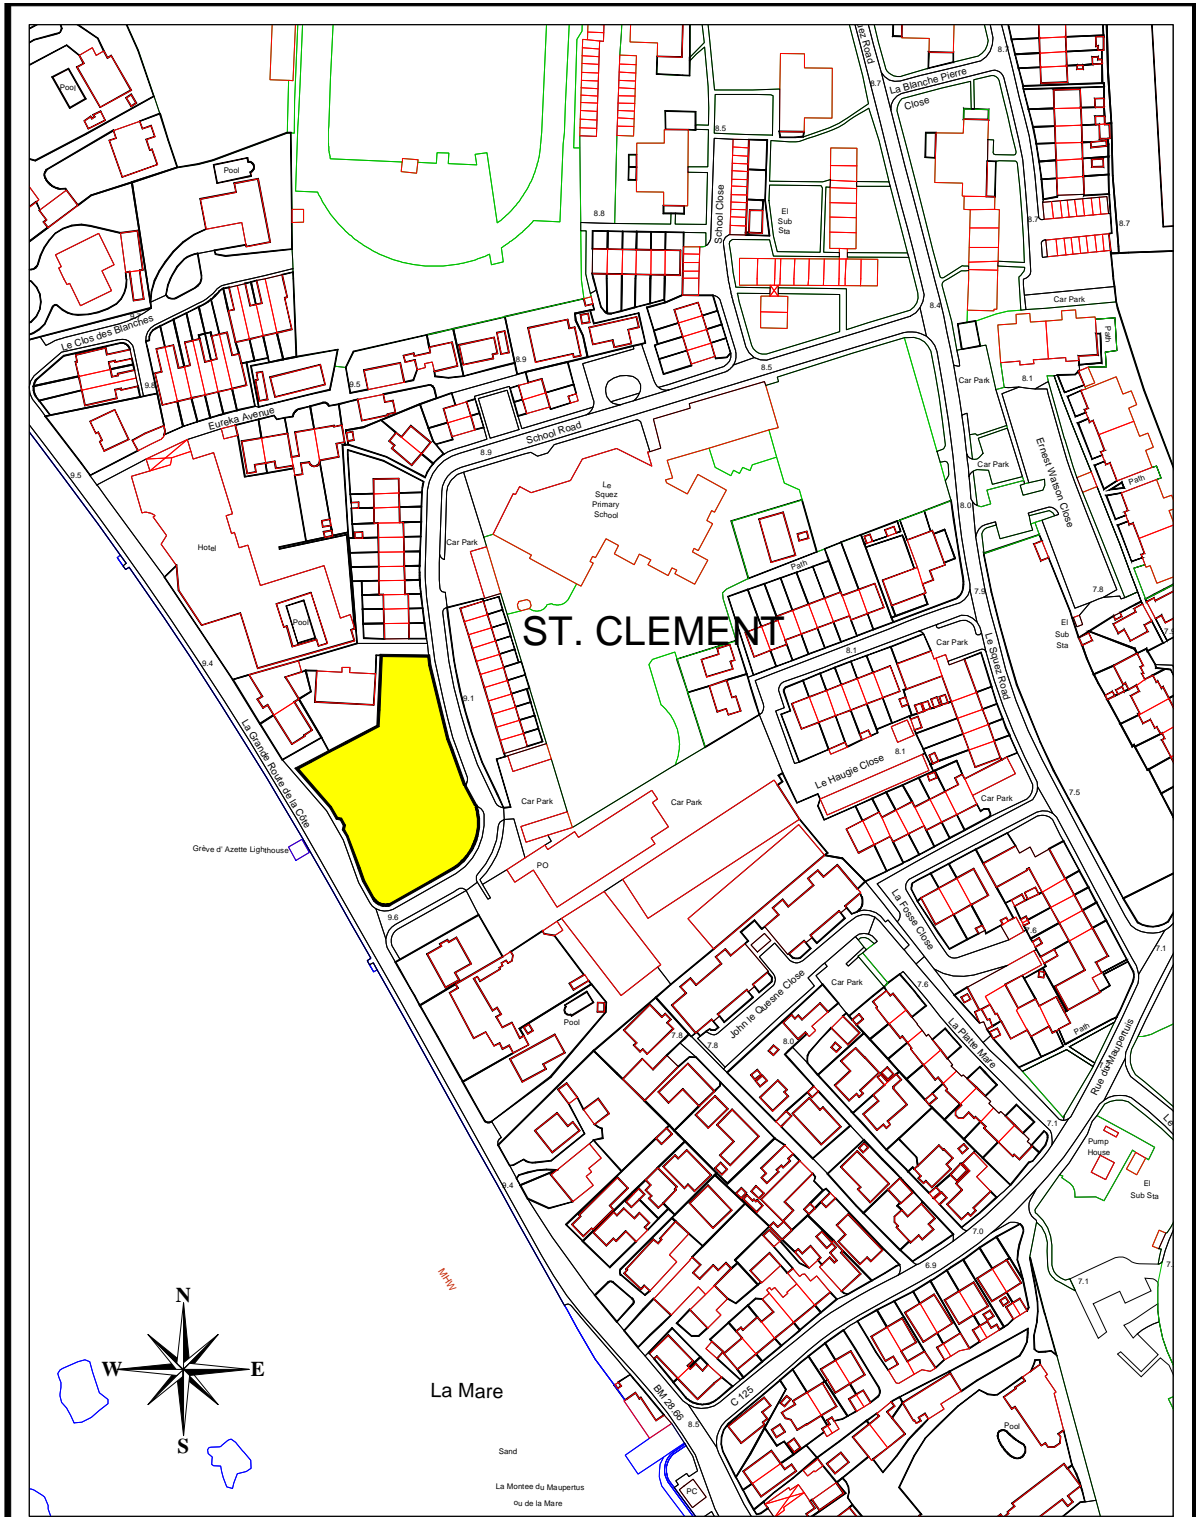 Pool
Pool
uez Road
8.7
8.7
La Blanche Pierre
Close
8.5
School Close
8.8
El
Sub
Sta
8.7
8.7
8.4
Car Park
Path
8.1
Le Clos des Blanches
9.8
Eureka Avenue
9.5
8.9
8.5
Car Park
School Road
8.9
9.5
Le
Squez
Primary
School
Car Park
Ernest Watson Close
Path
8.0
Hotel
Car Park
Path
7.9
7.8
Pool
ST. CLEMENT
El
Sub
Sta
7.9
Car Park
8.1
Le Squez Road
9.4
9.1
La Grande Route de la Côte
8.1
Le Haugie Close
7.5
Car Park
Car Park
Car Park
Grève d' Azette Lighthouse
PO
La Fosse Close
9.6
7.6
7.1
John le Quesne Close
Car Park
7.6
La Platte Mare
Pool
7.8
7.8
8.0
Path
Rue du Maupertuis
7.1
Le
Pump
House
El
Sub Sta
9.4
7.0
6.9
7.1
7.
MHW
N
W
E
S
La Mare
BM 28.66
C 125
8.5
Pool
Sand
La Montee du Maupertus
ou de la Mare
PC